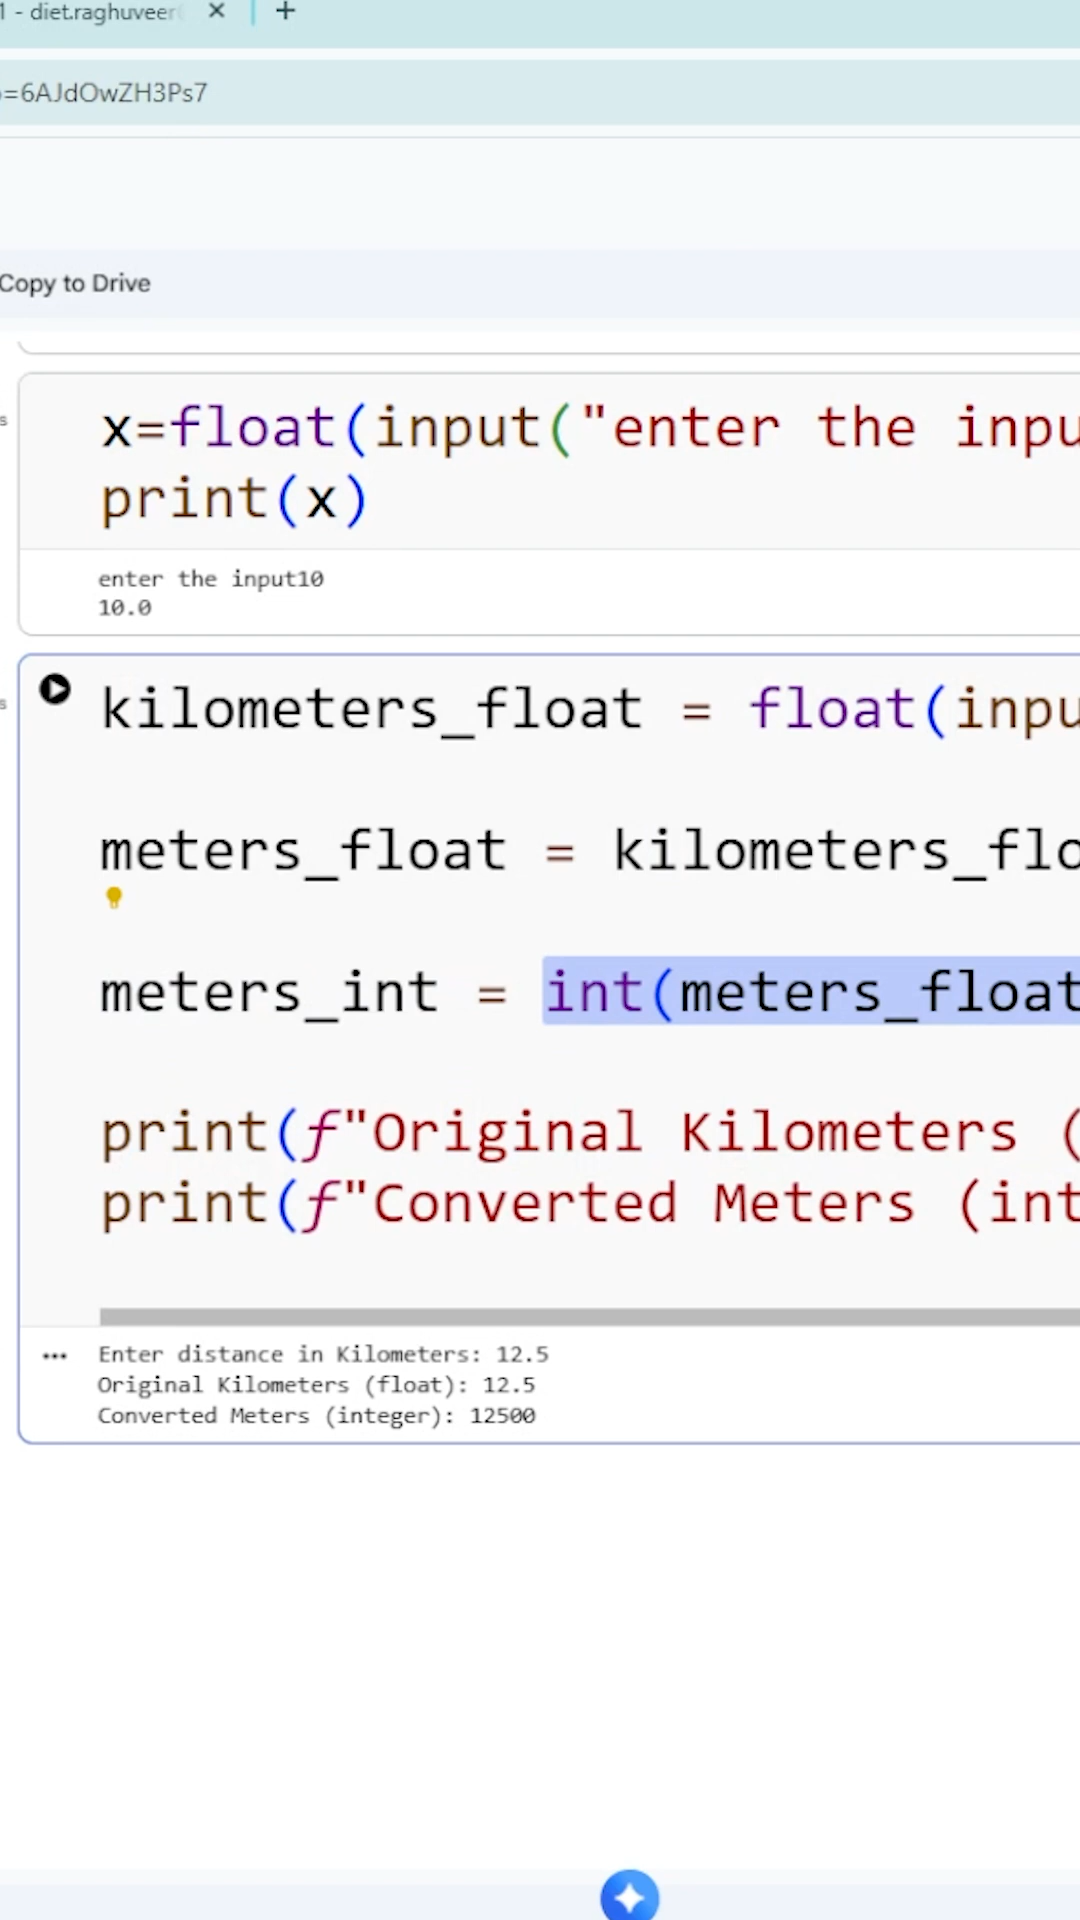 1 - diet.raghuveer
=6AJdOwZH3Ps7
Copy to Drive
x=float(input("enter the inpu
print(x)
enter the input10
10.0
kilometers_float = float(inpu
meters_float = kilometers_flo
meters_int = int(meters_float
print(f"Original Kilometers (
print(f"Converted Meters (int
Enter distance in Kilometers: 12.5
Original Kilometers (float): 12.5
Converted Meters (integer): 12500